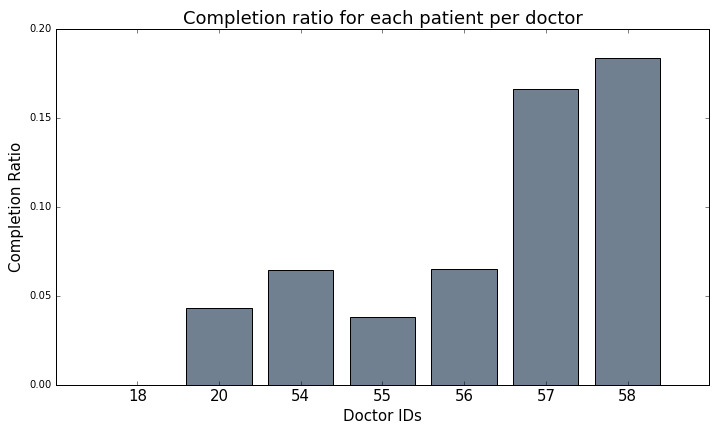 Completion ratio for each patient per doctor
0.20
0.15
0.10
0.05
0.00
Completion Ratio
18 20 54 55 56 57 58
Doctor IDs